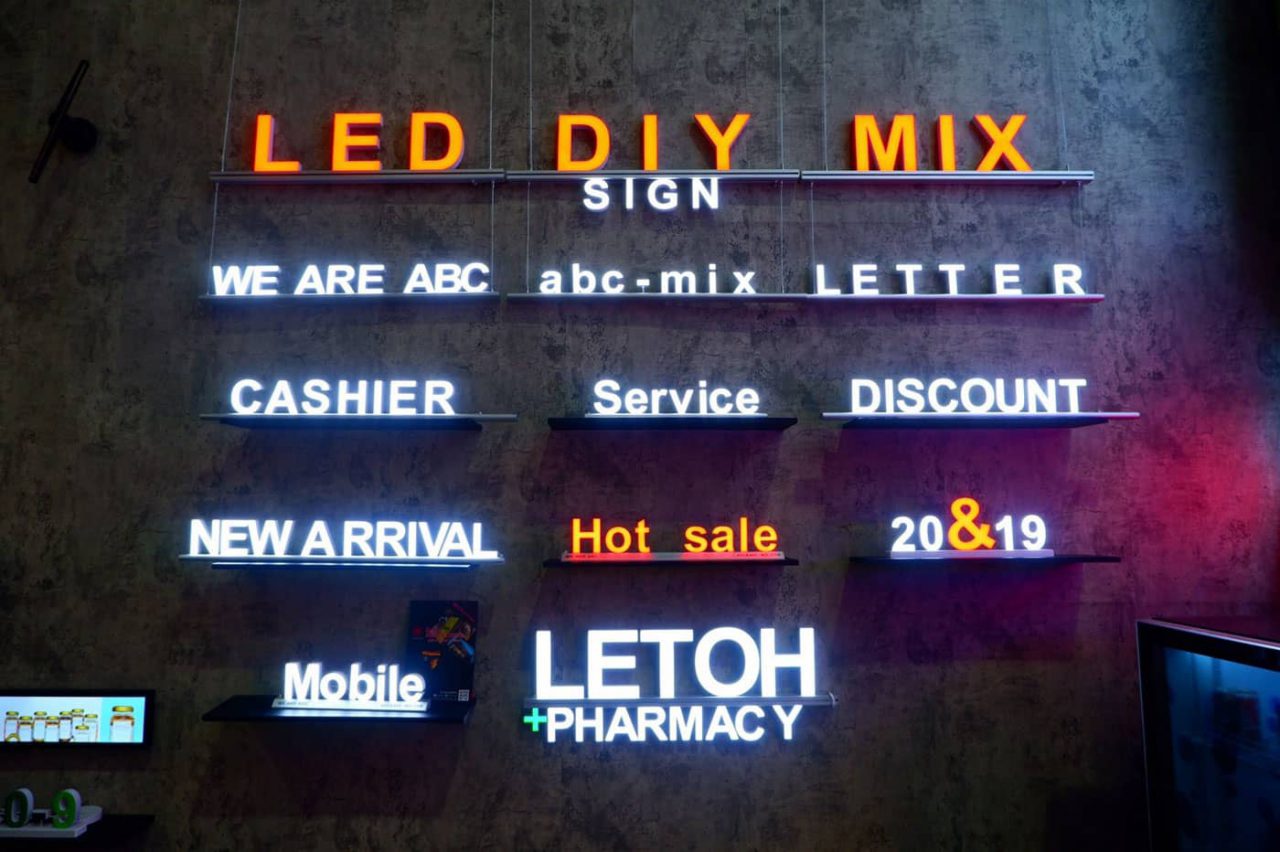 LED DIY MIX
SIGN
WE ARE ABC abc-mix LETTER
CASHIER Service DISCOUNT
NEW ARRIVAL Hot sale 20&19
Mobile LETOH
+PHARMACY
0-9